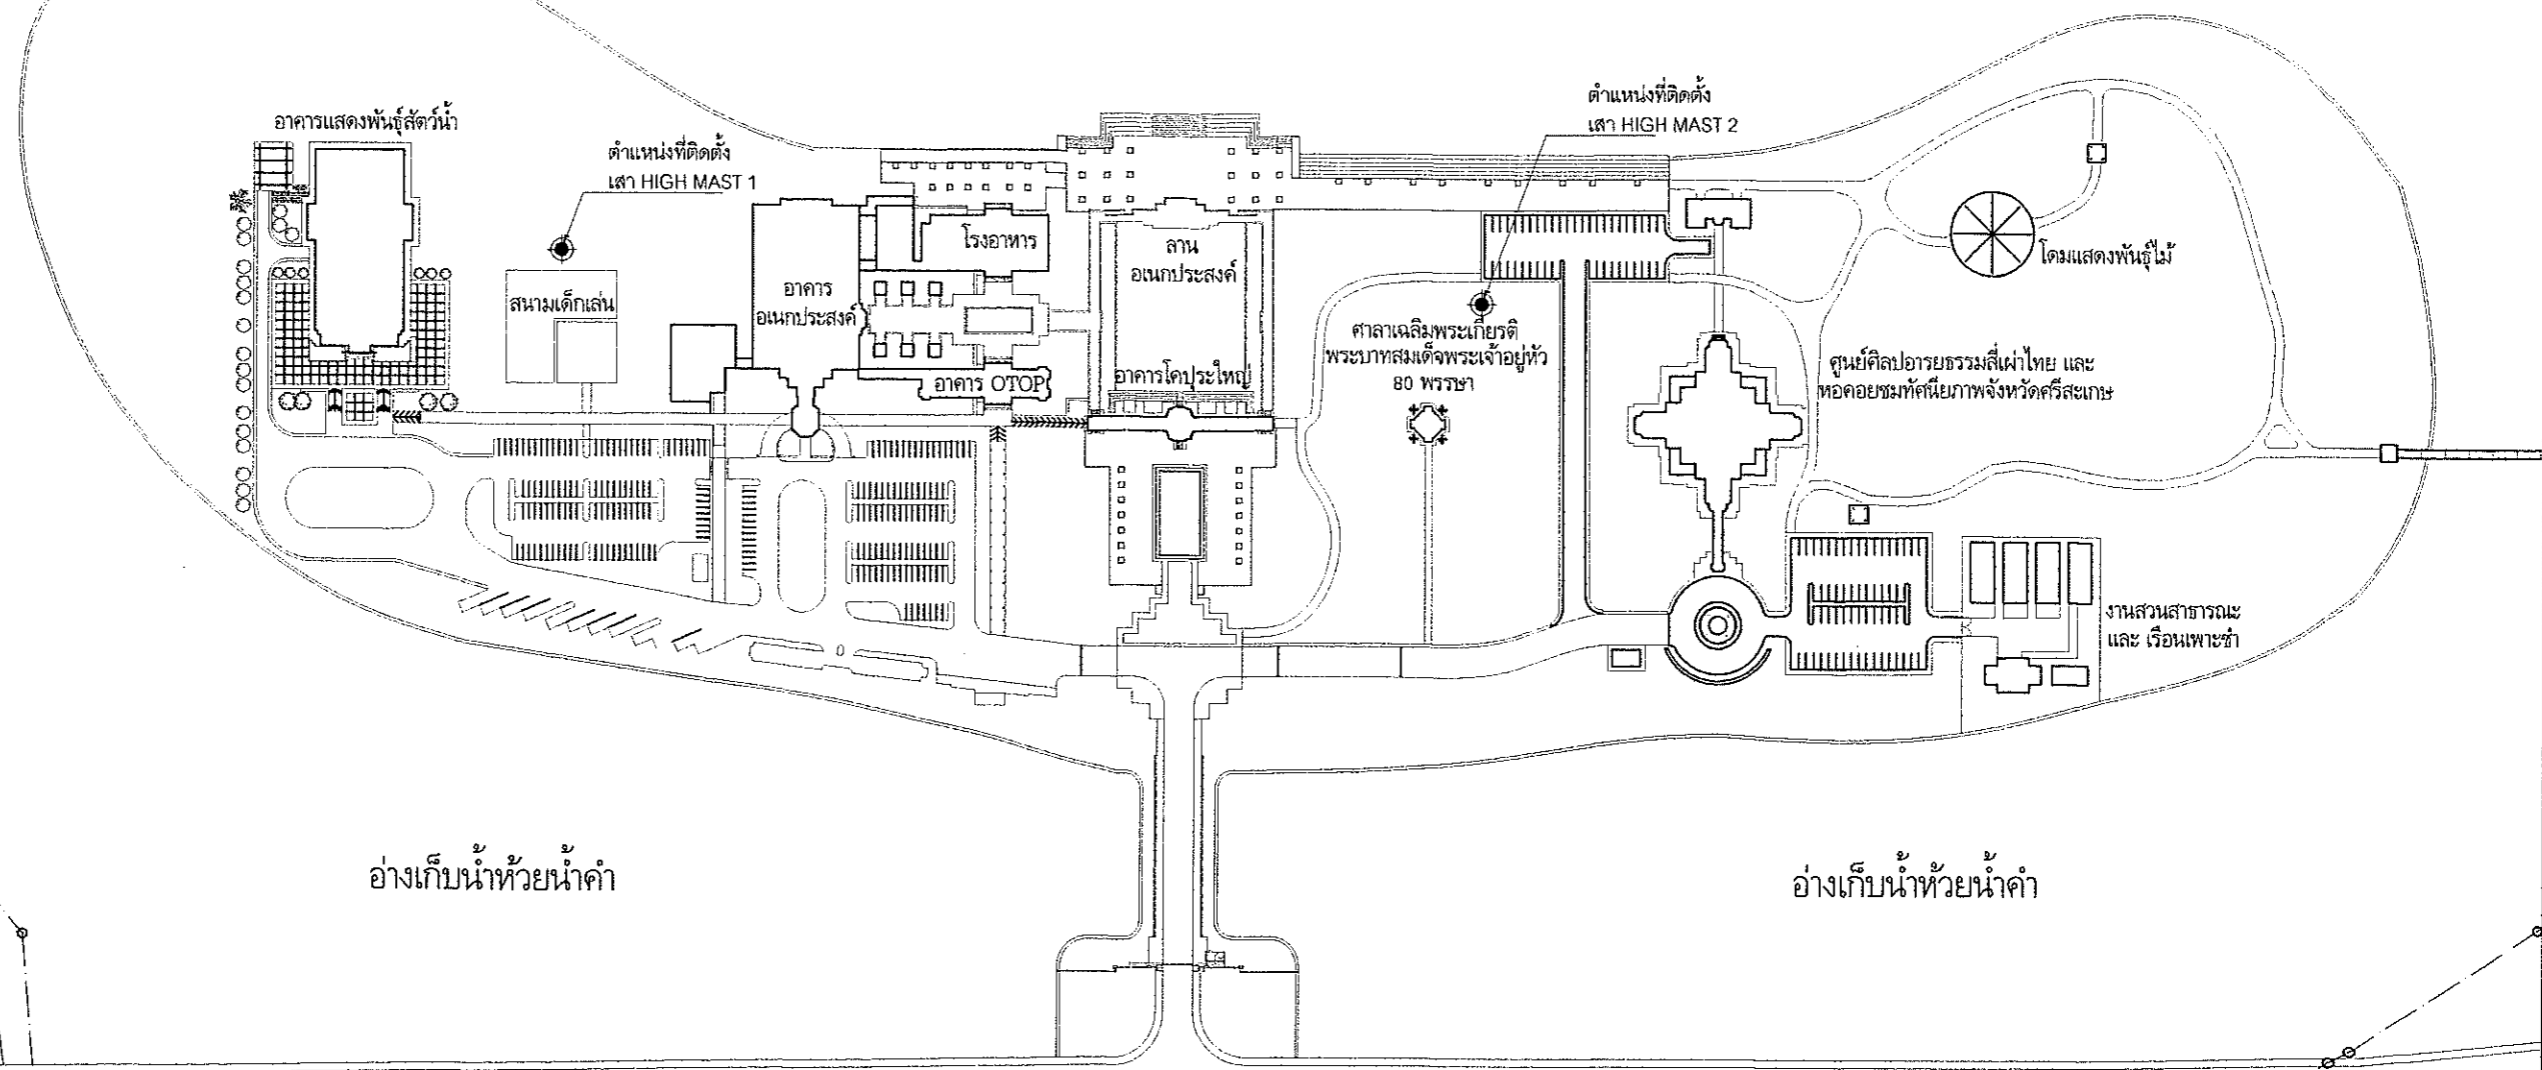 อาคารแสดงพันธุ์สัตว์น้ำ
ตำแหน่งที่ติดตั้ง
เสา HIGH MAST 1
ตำแหน่งที่ติดตั้ง
เสา HIGH MAST 2
สนามเด็กเล่น
อาคาร
อเนกประสงค์
โรงอาหาร
อาคาร OTOP
ลาน
อเนกประสงค์
อาคารโคปุระใหญ่
ศาลาเฉลิมพระเกียรติ
พระบาทสมเด็จพระเจ้าอยู่หัว
80 พรรษา
โดมแสดงพันธุ์ไม้
ศูนย์ศิลปอารยธรรมสี่เผ่าไทย และ
หอคอยชมทัศนียภาพจังหวัดศรีสะเกษ
งานสวนสาธารณะ
และ เรือนเพาะชำ
อ่างเก็บน้ำห้วยน้ำคำ
อ่างเก็บน้ำห้วยน้ำคำ